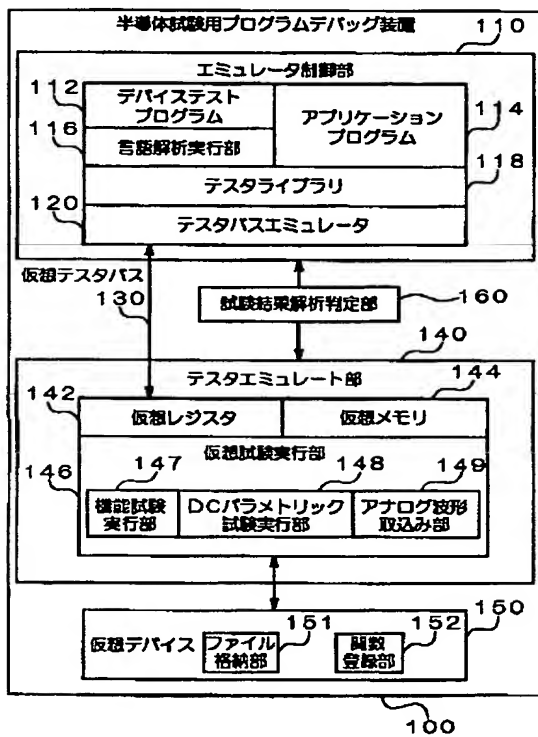 半導体試験用プログラムデバッグ装置
110
エミュレータ制御部
112
デバイステスト
プログラム
アプリケーション
プログラム
114
116
言語解析実行部
118
テスタライブラリ
120
テスタバスエミュレータ
仮想テスタバス
130
試験結果解析判定部
160
140
テスタエミュレート部
144
142
仮想レジスタ
仮想メモリ
仮想試験実行部
146
147
148
149
機能試験
実行部
DCパラメトリック
試験実行部
アナログ波形
取込み部
150
仮想デバイス
151
ファイル
格納部
152
関数
登録部
100